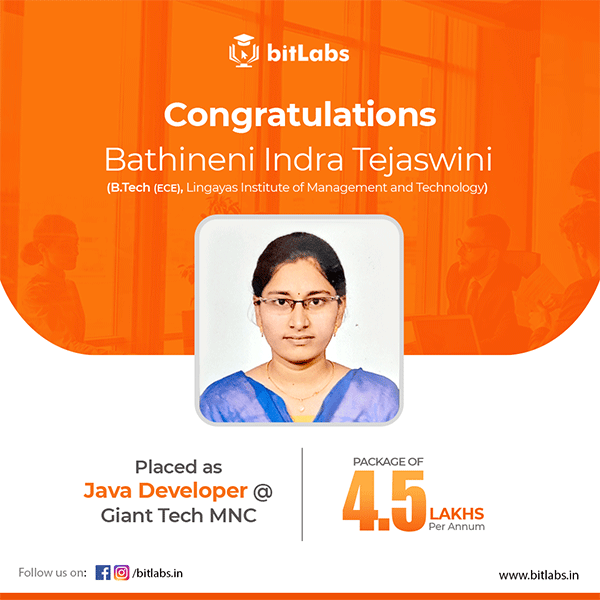 bitLabs
Congratulations
Bathineni Indra Tejaswini
(B.Tech (ECE), Lingayas Institute of Management and Technology)
Placed as
Java Developer @
Giant Tech MNC
PACKAGE OF
4.5 LAKHS
Per Annum
Follow us on: /bitlabs.in
www.bitlabs.in